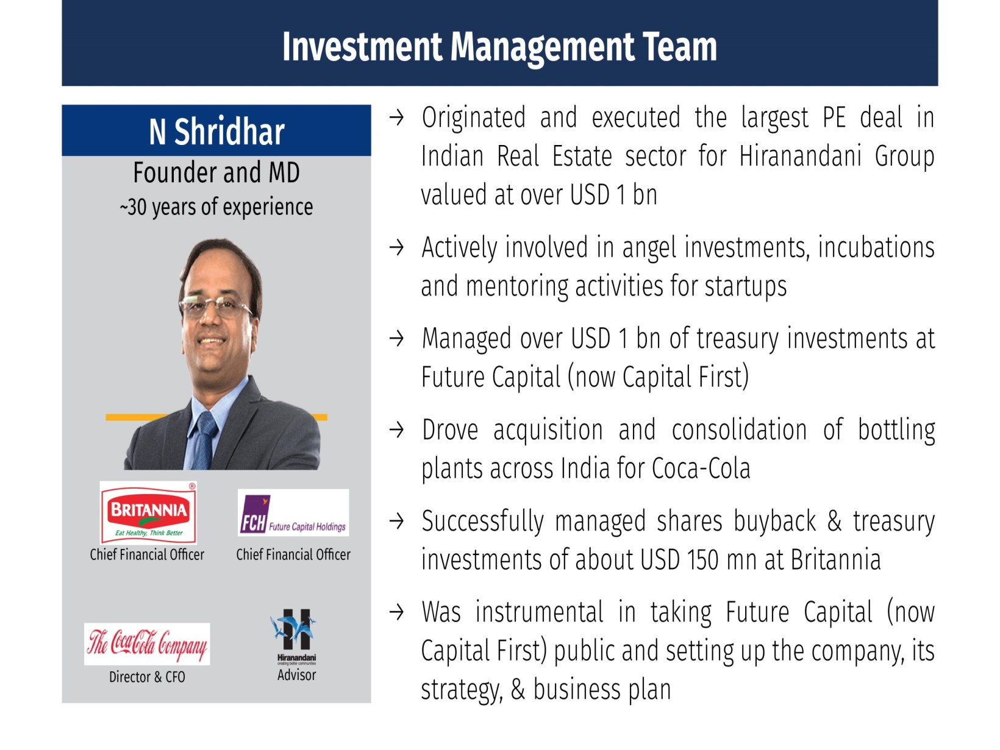 Investment Management Team
N Shridhar
Founder and MD
~30 years of experience
BRITANNIA ®
Eat Healthy, Think Better
Chief Financial Officer
FCH Future Capital Holdings
Chief Financial Officer
The Coca-Cola Company
Director & CFO
H
Hiranandani
creating better communities
Advisor
→ Originated and executed the largest PE deal in
Indian Real Estate sector for Hiranandani Group
valued at over USD 1 bn
→ Actively involved in angel investments, incubations
and mentoring activities for startups
→ Managed over USD 1 bn of treasury investments at
Future Capital (now Capital First)
→ Drove acquisition and consolidation of bottling
plants across India for Coca-Cola
→ Successfully managed shares buyback & treasury
investments of about USD 150 mn at Britannia
→ Was instrumental in taking Future Capital (now
Capital First) public and setting up the company, its
strategy, & business plan